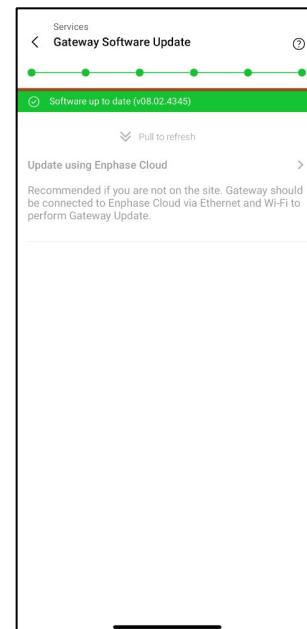 Services
Gateway Software Update
Software up to date (v08.02.4345)
Pull to refresh
Update using Enphase Cloud
Recommended if you are not on the site. Gateway should
be connected to Enphase Cloud via Ethernet and Wi-Fi to
perform Gateway Update.